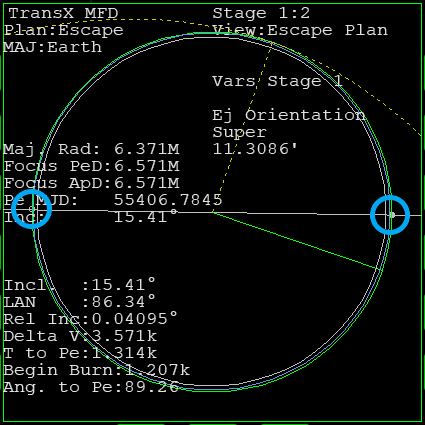 TransX MFD Stage 1:2
Plan:Escape View:Escape Plan
MAJ:Earth
Vars Stage 1
Ej Orientation
Super
Maj. Rad: 6.371M 11.3086'
Focus PeD:6.571M
Focus ApD:6.571M
Pe MJD: 55406.7845
Inc: 15.41°
Incl :15.41°
LAN :86.34°
Rel Inc:0.04095°
Delta V:3.571k
T to Pe:1.314k
Begin Burn:1.207k
Ang. to Pe:89.26